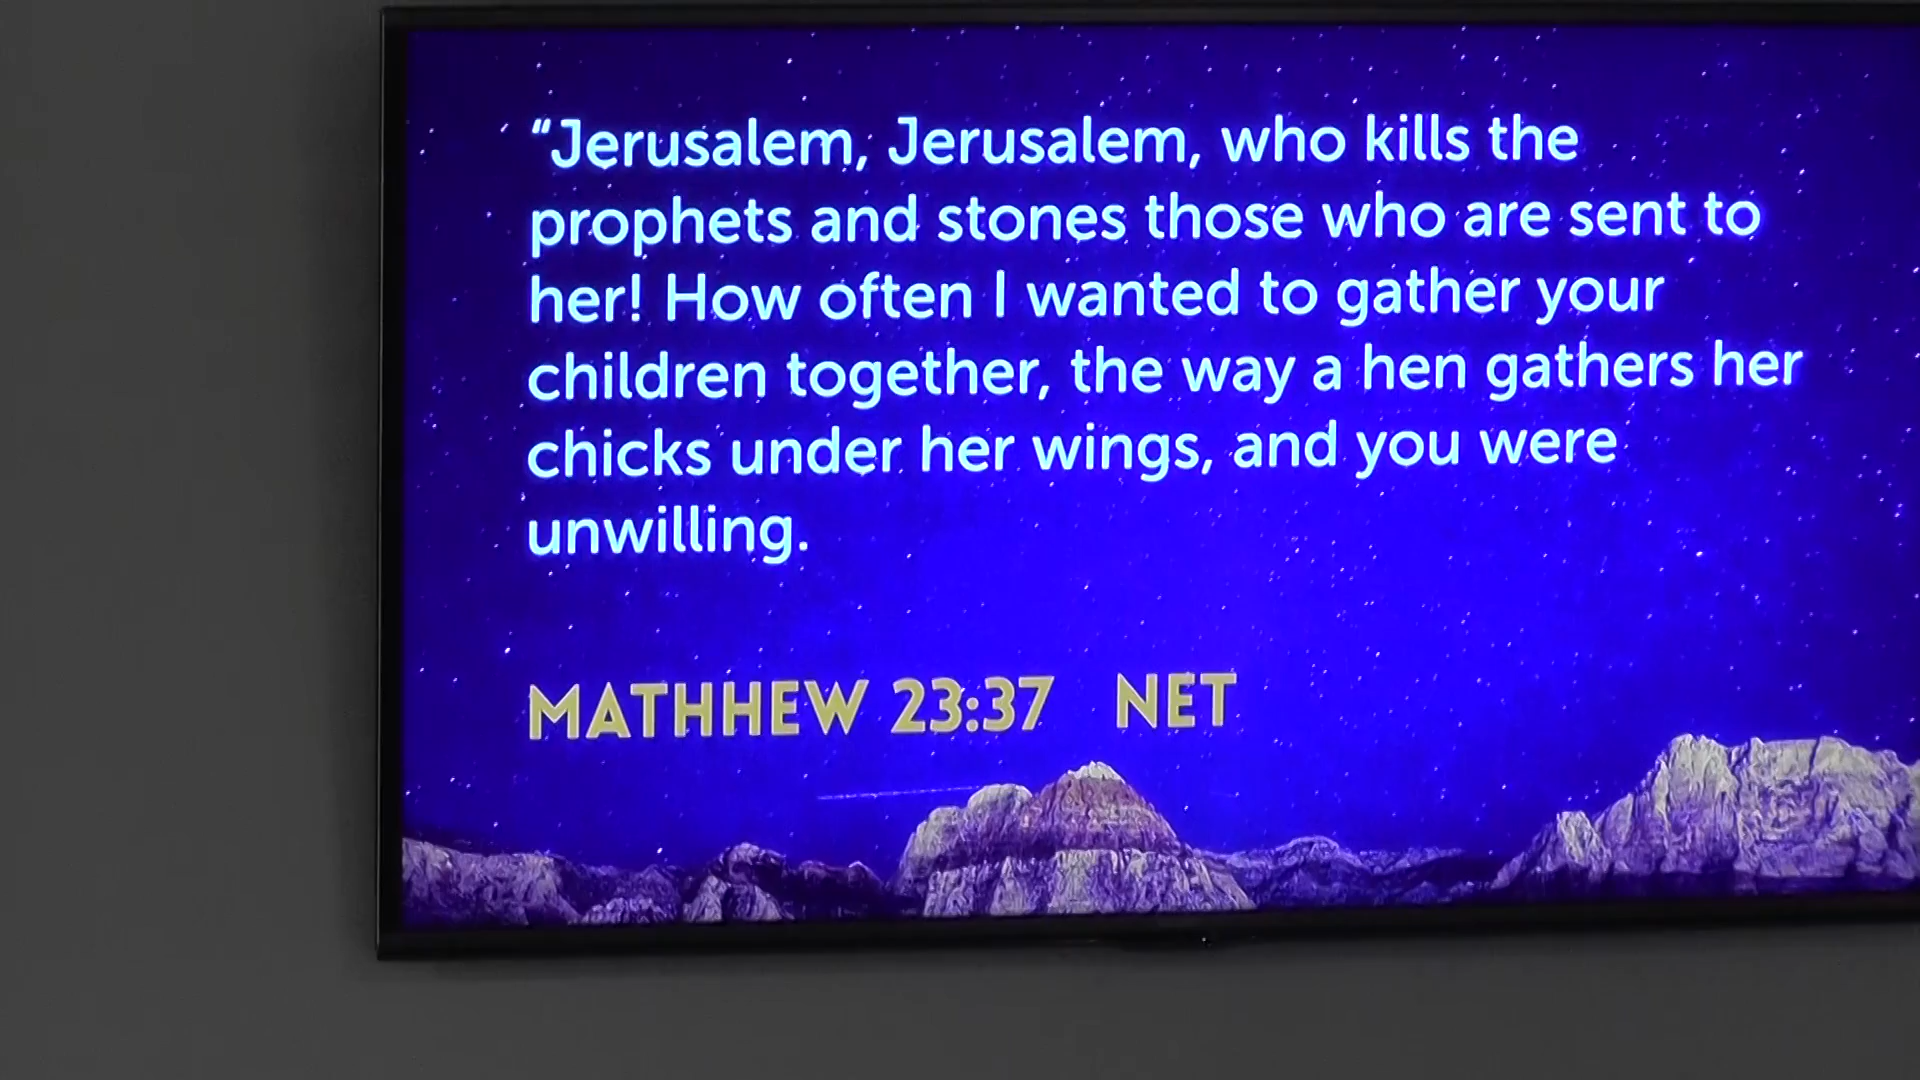 “Jerusalem, Jerusalem, who kills the
prophets and stones those who are sent to
her! How often I wanted to gather your
children together, the way a hen gathers her
chicks under her wings, and you were
unwilling.
MATHHEW 23:37 NET